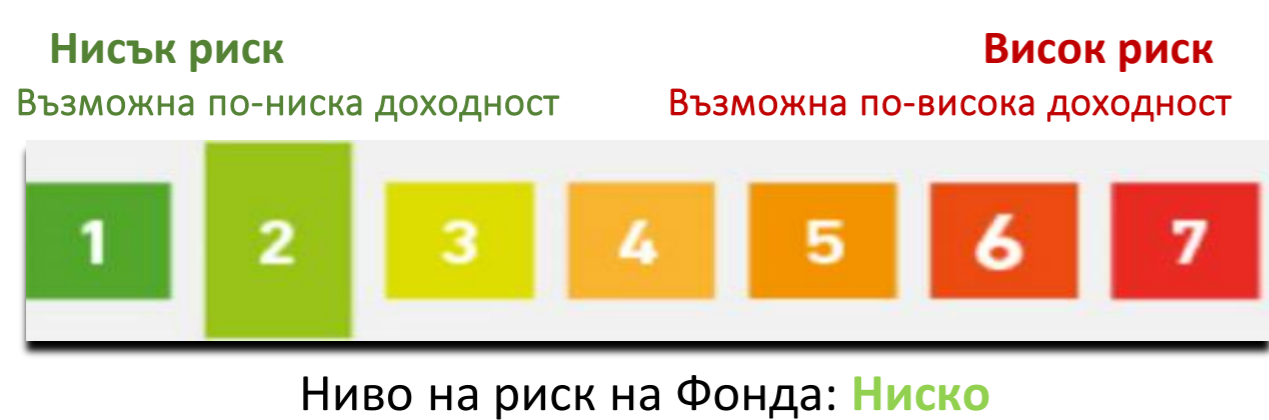 Нисък риск Висок риск
Възможна по-ниска доходност Възможна по-висока доходност
1 2 3 4 5 6 7
Ниво на риск на Фонда: Ниско